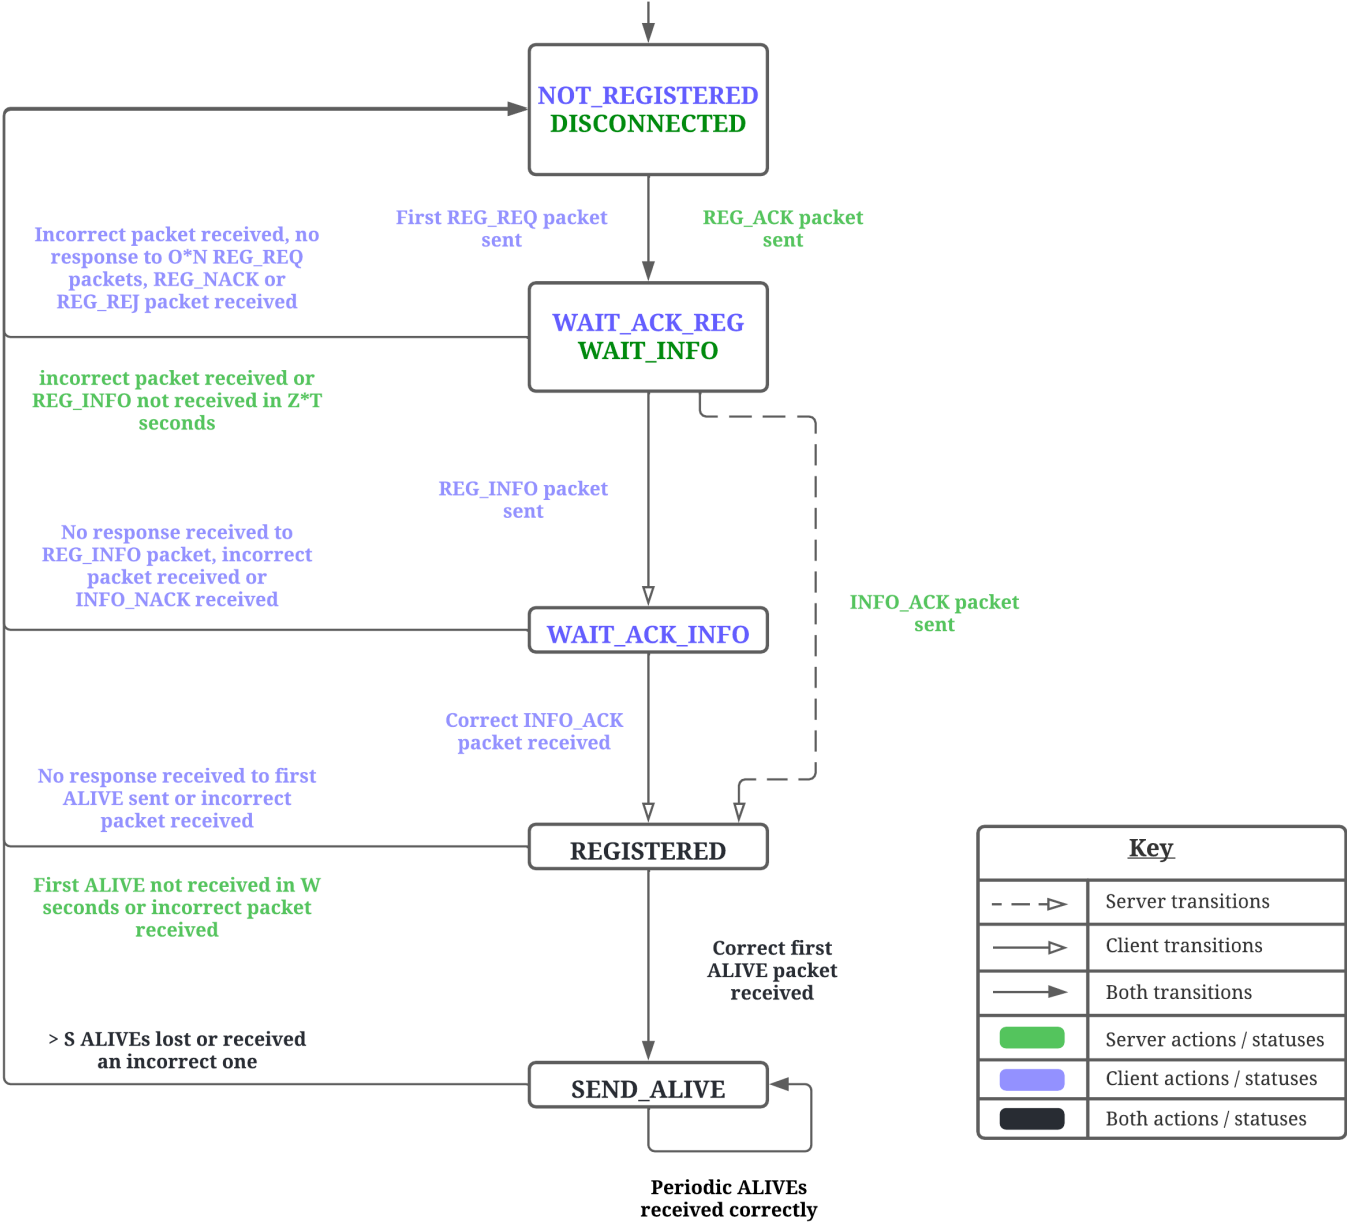 NOT_REGISTERED
DISCONNECTED
First REG_REQ packet
sent
REG_ACK packet
sent
Incorrect packet received, no
response to O*N REG_REQ
packets, REG_NACK or
REG_REJ packet received
WAIT_ACK_REG
WAIT_INFO
incorrect packet received or
REG_INFO not received in Z*T
seconds
REG_INFO packet
sent
No response received to
REG_INFO packet, incorrect
packet received or
INFO_NACK received
INFO_ACK packet
sent
WAIT_ACK_INFO
Correct INFO_ACK
packet received
No response received to first
ALIVE sent or incorrect
packet received
REGISTERED
First ALIVE not received in W
seconds or incorrect packet
received
Correct first
ALIVE packet
received
> S ALIVEs lost or received
an incorrect one
SEND_ALIVE
Periodic ALIVEs
received correctly
Key
Server transitions
Client transitions
Both transitions
Server actions / statuses
Client actions / statuses
Both actions / statuses